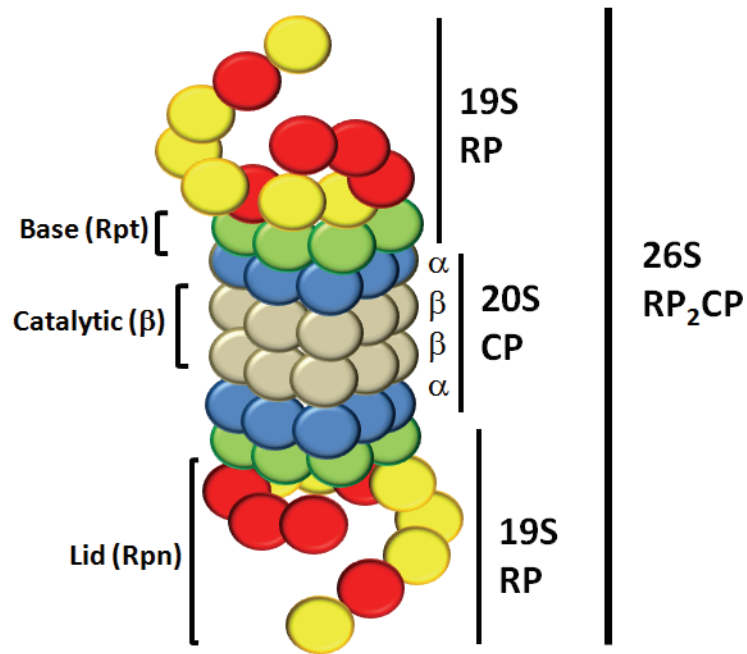 19S
RP
Base (Rpt)
α
β
β
α
Catalytic (β)
20S
CP
26S
RP₂CP
Lid (Rpn)
19S
RP